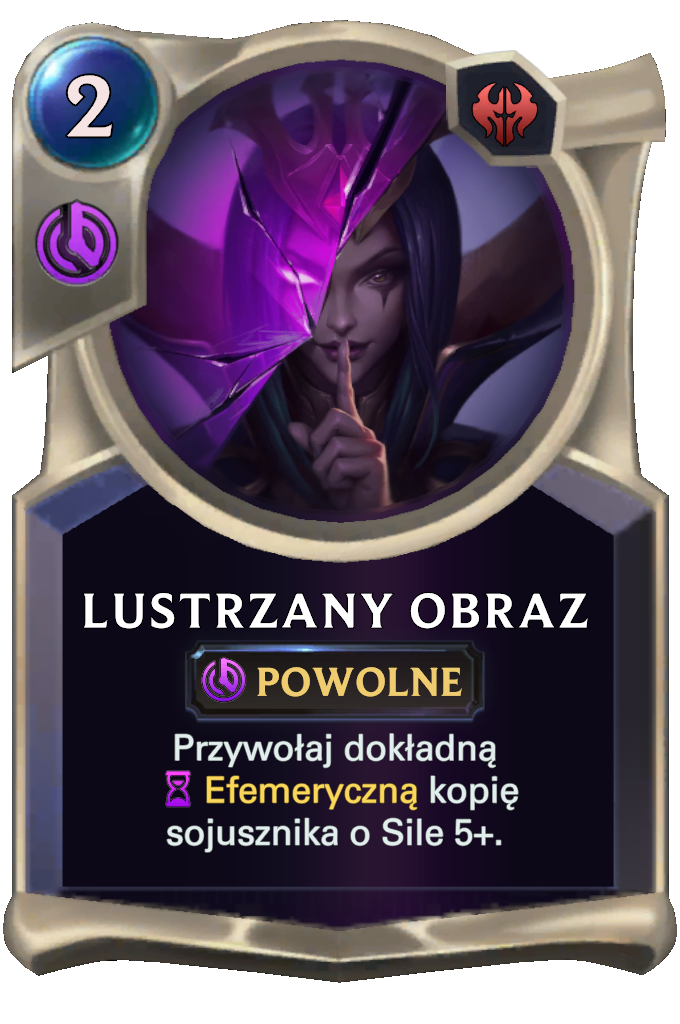 2
LUSTRZANY OBRAZ
POWOLNE
Przywołaj dokładną
Efemeryczną kopię
sojusznika o Sile 5+.